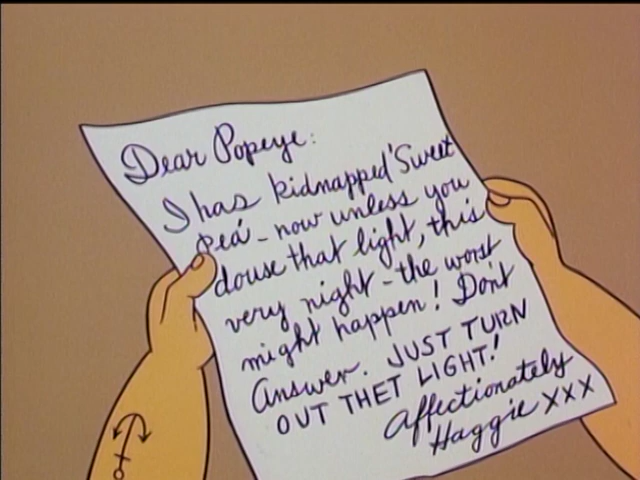 Dear Popeye:
I has kidnapped 'Sweet
Pea' - now unless you
douse that light, this
very night - the worst
might happen! Don't
Answer. JUST TURN
OUT THET LIGHT!
Affectionately
Haggie XXX